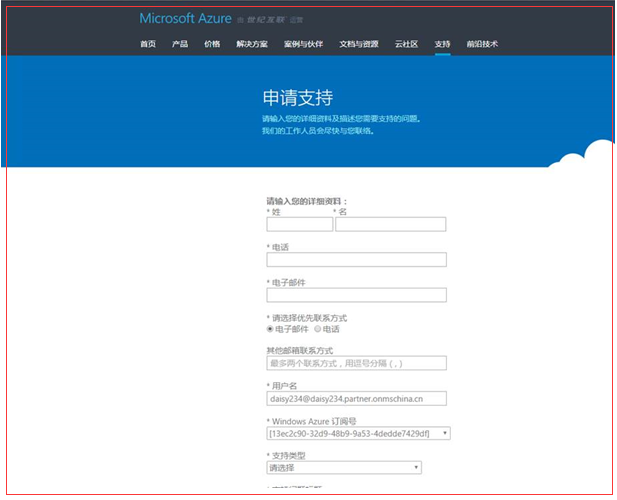 Microsoft Azure 由 世纪互联 运营
首页 产品 价格 解决方案 案例与伙伴 文档与资源 云社区 支持 前沿技术
申请支持
请输入您的详细资料及描述您需要支持的问题。
我们的工作人员会尽快与您联络。
请输入您的详细资料：
* 姓 * 名
* 电话
* 电子邮件
* 请选择优先联系方式
电子邮件 电话
其他邮箱联系方式
最多两个联系方式，用逗号分隔 ( , )
* 用户名
daisy234@daisy234.partner.onmschina.cn
* Windows Azure 订阅号
[13ec2c90-32d9-48b9-9a53-4dedde7429df]
* 支持类型
请选择